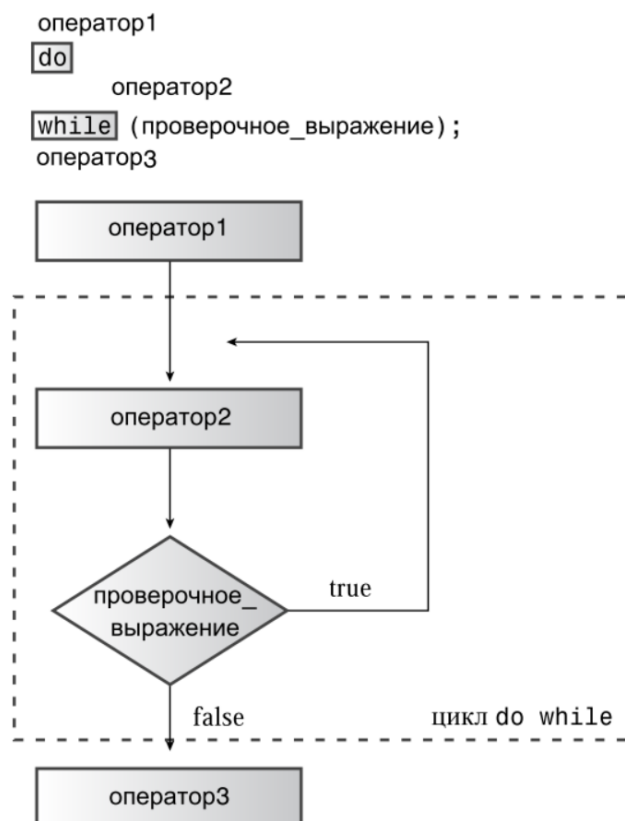 оператор1
do
оператор2
while (проверочное_выражение);
оператор3
оператор1
оператор2
проверочное_
выражение
true
false
цикл do while
оператор3